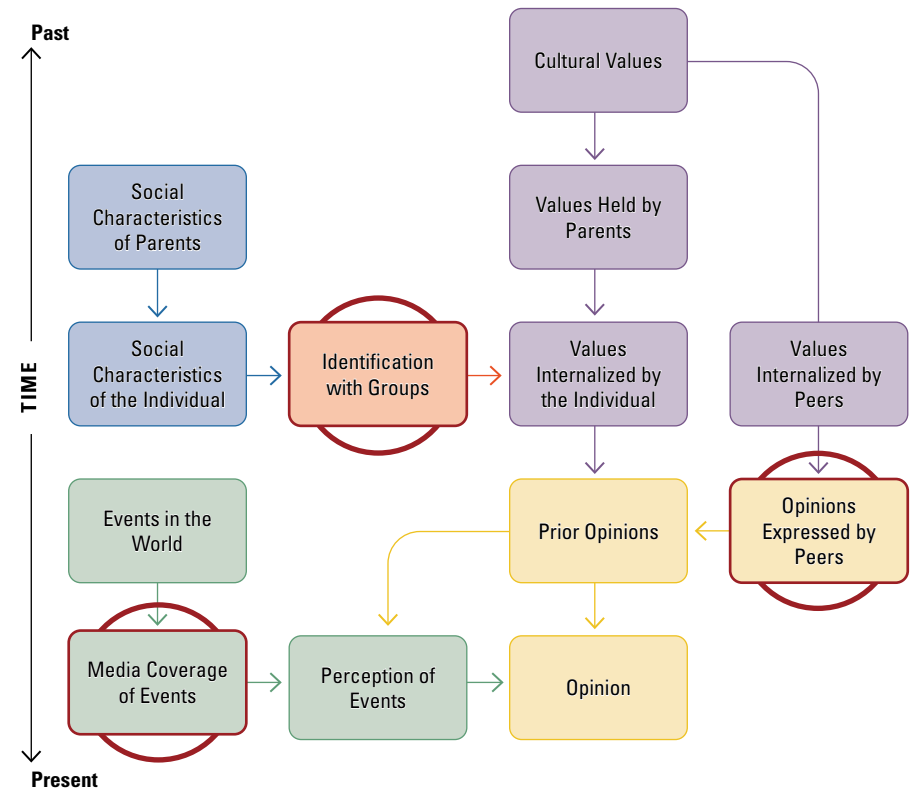 Past
Cultural Values
Social
Characteristics
of Parents
Values Held by
Parents
TIME
Social
Characteristics
of the Individual
Identification
with Groups
Values
Internalized by
the Individual
Values
Internalized by
Peers
Events in the
World
Prior Opinions
Opinions
Expressed by
Peers
Media Coverage
of Events
Perception of
Events
Opinion
Present